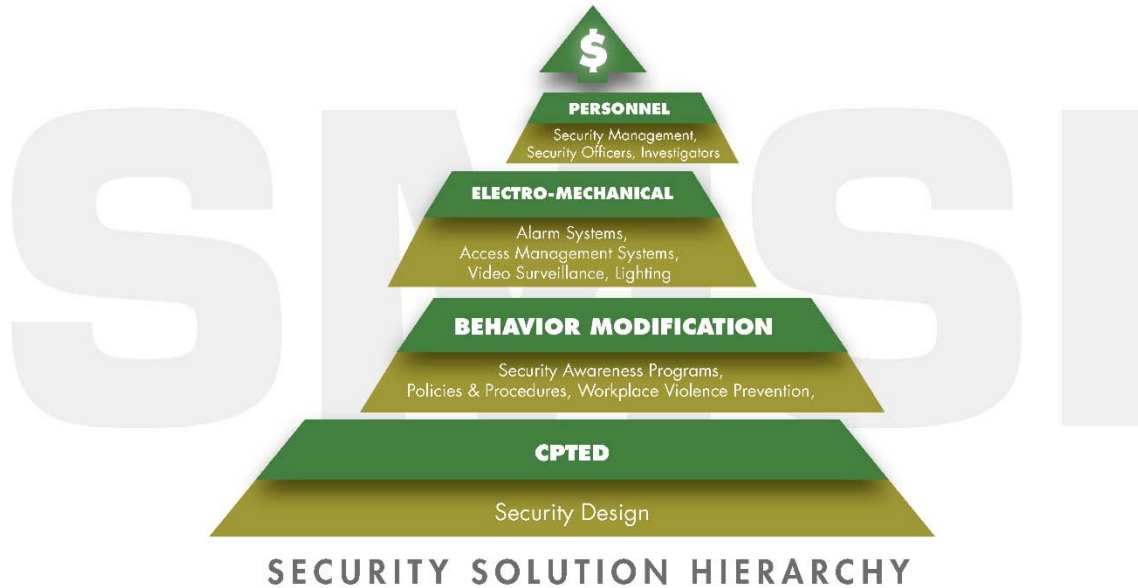 SMSI
$
PERSONNEL
Security Management,
Security Officers, Investigators
ELECTRO-MECHANICAL
Alarm Systems,
Access Management Systems,
Video Surveillance, Lighting
BEHAVIOR MODIFICATION
Security Awareness Programs,
Policies & Procedures, Workplace Violence Prevention,
CPTED
Security Design
SECURITY SOLUTION HIERARCHY